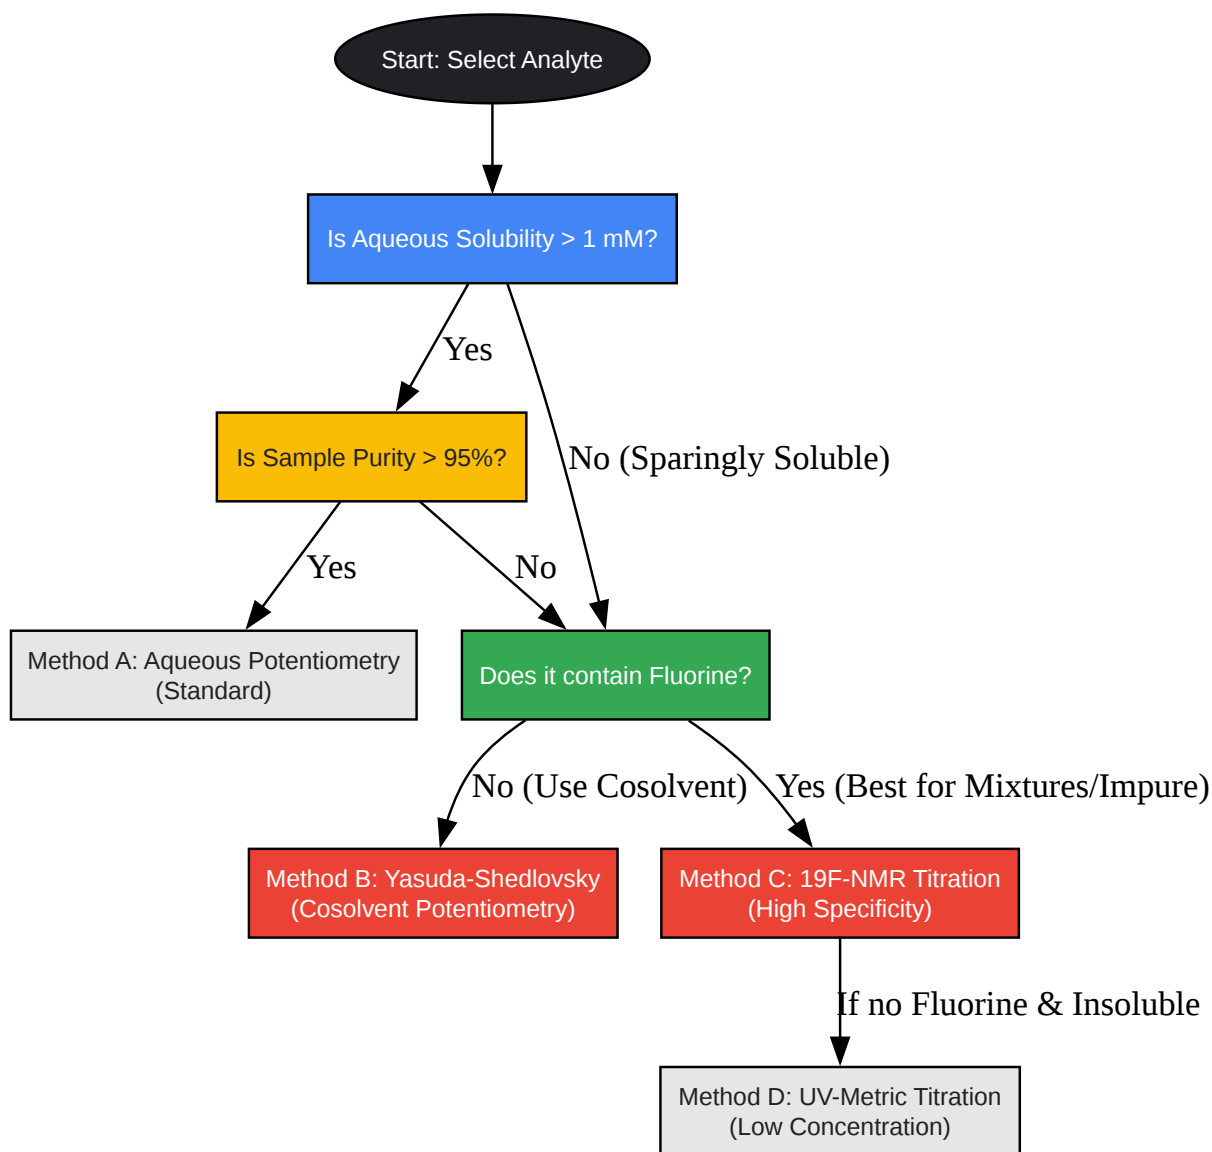 Start: Select Analyte
Is Aqueous Solubility > 1 mM?
Yes
No (Sparingly Soluble)
Is Sample Purity > 95%?
Yes
No
Method A: Aqueous Potentiometry
(Standard)
Does it contain Fluorine?
No (Use Cosolvent)
Yes (Best for Mixtures/Impure)
Method B: Yasuda-Shedlovsky
(Cosolvent Potentiometry)
Method C: 19F-NMR Titration
(High Specificity)
If no Fluorine & Insoluble
Method D: UV-Metric Titration
(Low Concentration)